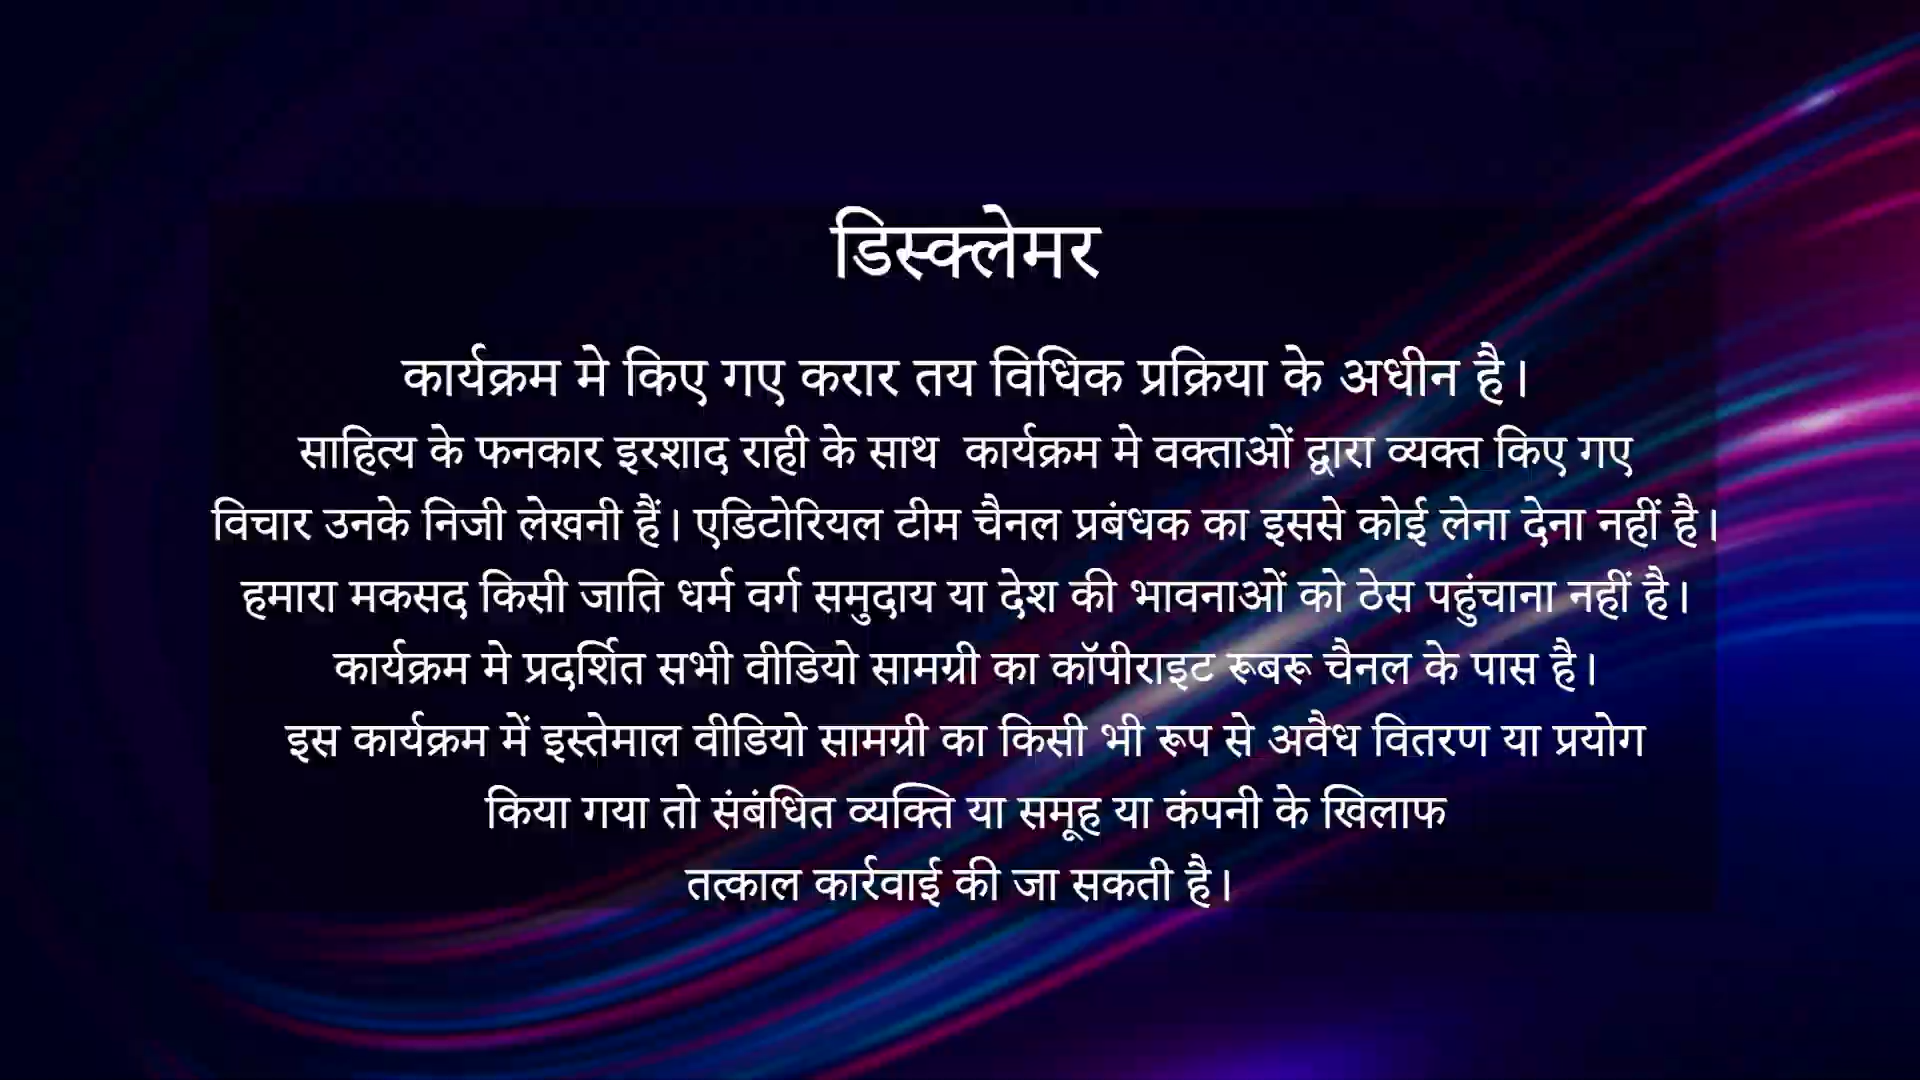 डिस्क्लेमर
कार्यक्रम मे किए गए करार तय विधिक प्रक्रिया के अधीन है।
साहित्य के फनकार इरशाद राही के साथ  कार्यक्रम मे वक्ताओं द्वारा व्यक्त किए गए
विचार उनके निजी लेखनी हैं। एडिटोरियल टीम चैनल प्रबंधक का इससे कोई लेना देना नहीं है।
हमारा मकसद किसी जाति धर्म वर्ग समुदाय या देश की भावनाओं को ठेस पहुंचाना नहीं है।
कार्यक्रम मे प्रदर्शित सभी वीडियो सामग्री का कॉपीराइट रूबरू चैनल के पास है।
इस कार्यक्रम में इस्तेमाल वीडियो सामग्री का किसी भी रूप से अवैध वितरण या प्रयोग
किया गया तो संबंधित व्यक्ति या समूह या कंपनी के खिलाफ
तत्काल कार्रवाई की जा सकती है।